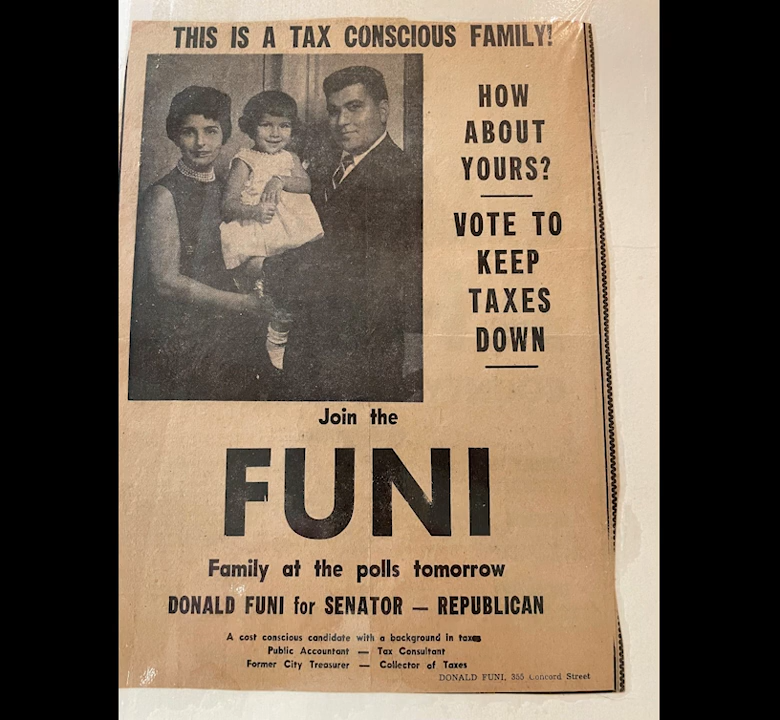 THIS IS A TAX CONSCIOUS FAMILY!
HOW
ABOUT
YOURS?
VOTE TO
KEEP
TAXES
DOWN
Join the
FUNI
Family at the polls tomorrow
DONALD FUNI for SENATOR — REPUBLICAN
A cost conscious candidate with a background in taxes
Public Accountant — Tax Consultant
Former City Treasurer — Collector of Taxes
DONALD FUNI, 355 Concord Street